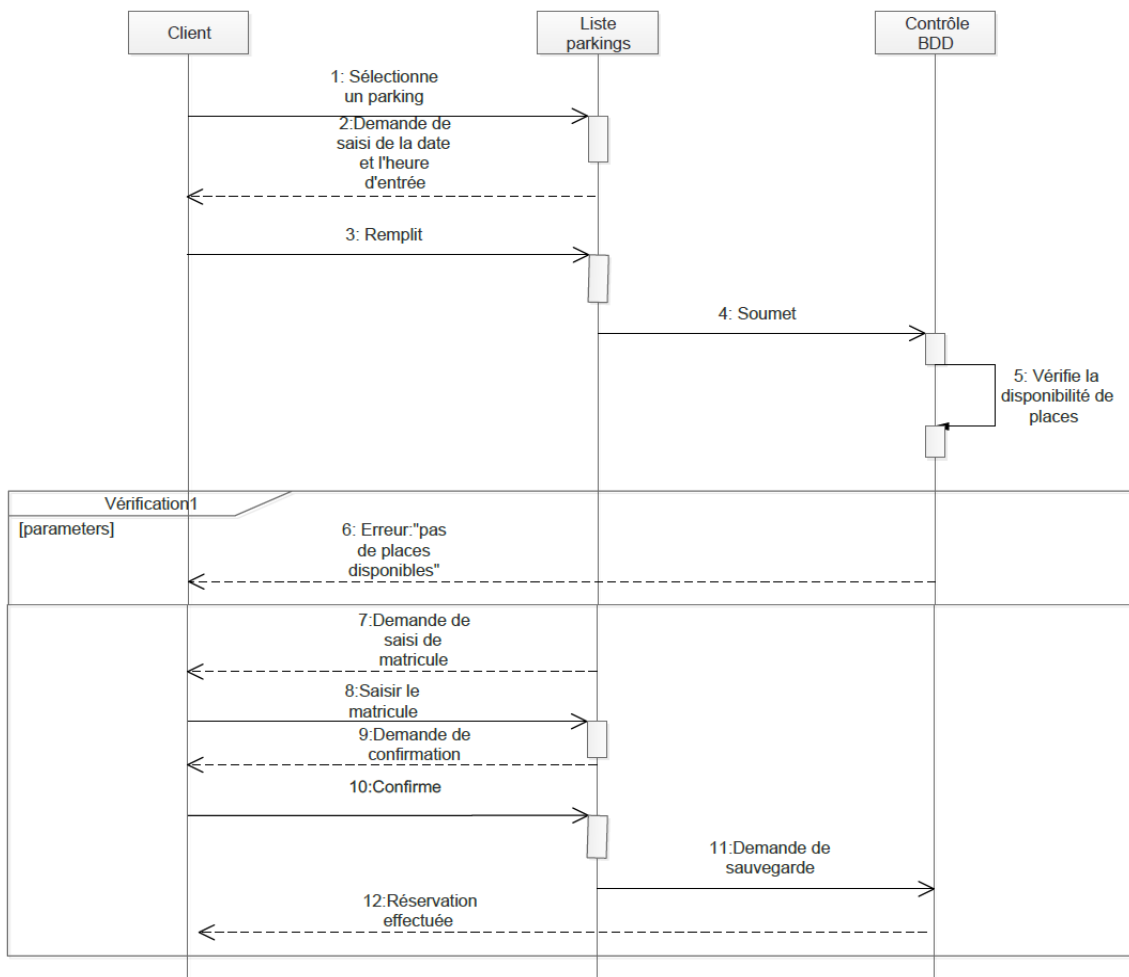 Client
Liste
parkings
Contrôle
BDD
1: Sélectionne
un parking
2:Demande de
saisi de la date
et l'heure
d'entrée
3: Remplit
4: Soumet
5: Vérifie la
disponibilité de
places
Vérification1
[parameters]
6: Erreur:"pas
de places
disponibles"
7:Demande de
saisi de
matricule
8:Saisir le
matricule
9:Demande de
confirmation
10:Confirme
11:Demande de
sauvegarde
12:Réservation
effectuée